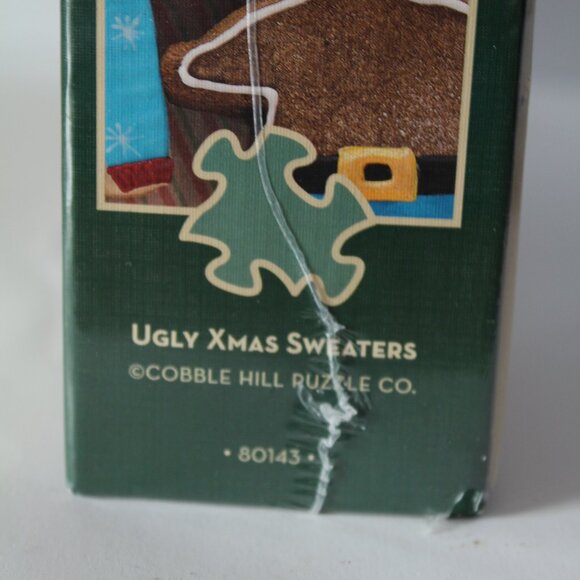 UGLY XMAS SWEATERS
©COBBLE HILL PUZZLE CO.
• 80143 •